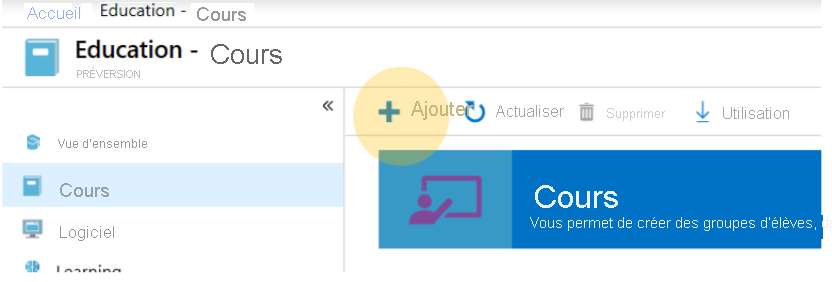 Accueil Education - Cours
Education - Cours
PRÉVERSION
«
Ajouter Actualiser Supprimer Utilisation
Vue d'ensemble
Cours
Logiciel
Learning
Cours
Vous permet de créer des groupes d'élèves,